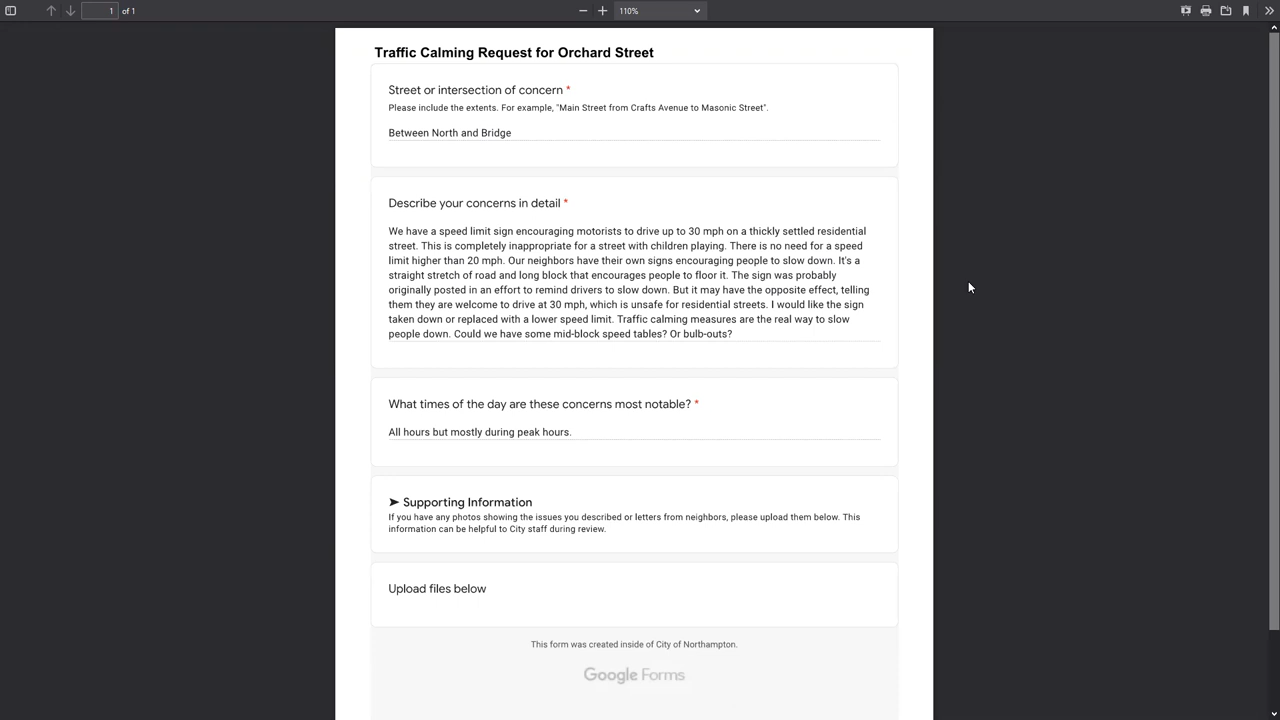 1
of 1
110%
Traffic Calming Request for Orchard Street
Street or intersection of concern *
Please include the extents. For example, "Main Street from Crafts Avenue to Masonic Street".
Between North and Bridge
Describe your concerns in detail *
We have a speed limit sign encouraging motorists to drive up to 30 mph on a thickly settled residential
street. This is completely inappropriate for a street with children playing. There is no need for a speed
limit higher than 20 mph. Our neighbors have their own signs encouraging people to slow down. It's a
straight stretch of road and long block that encourages people to floor it. The sign was probably
originally posted in an effort to remind drivers to slow down. But it may have the opposite effect, telling
them they are welcome to drive at 30 mph, which is unsafe for residential streets. I would like the sign
taken down or replaced with a lower speed limit. Traffic calming measures are the real way to slow
people down. Could we have some mid-block speed tables? Or bulb-outs?
What times of the day are these concerns most notable? *
All hours but mostly during peak hours.
➤ Supporting Information
If you have any photos showing the issues you described or letters from neighbors, please upload them below. This
information can be helpful to City staff during review.
Upload files below
This form was created inside of City of Northampton.
Google Forms